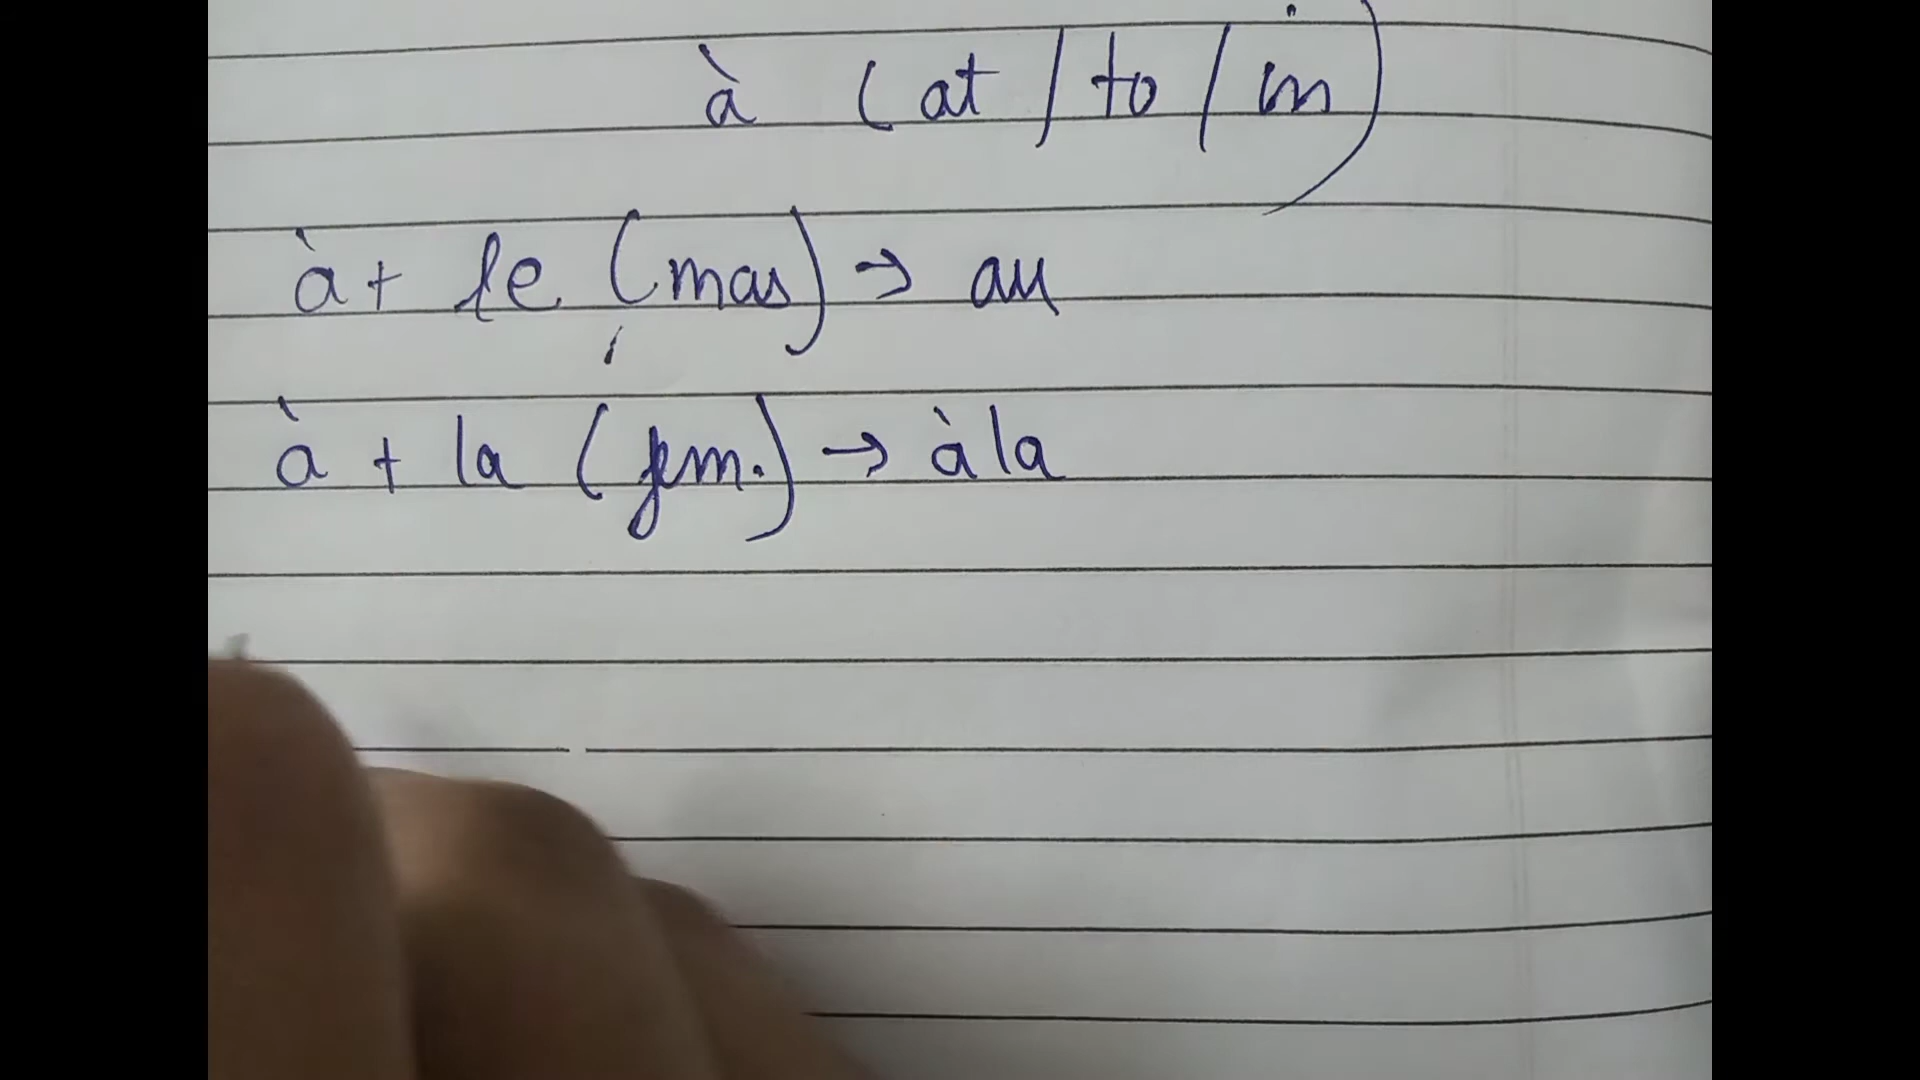 à (at / to / in)
à + le (mas) → au
à + la (fem.) → à la